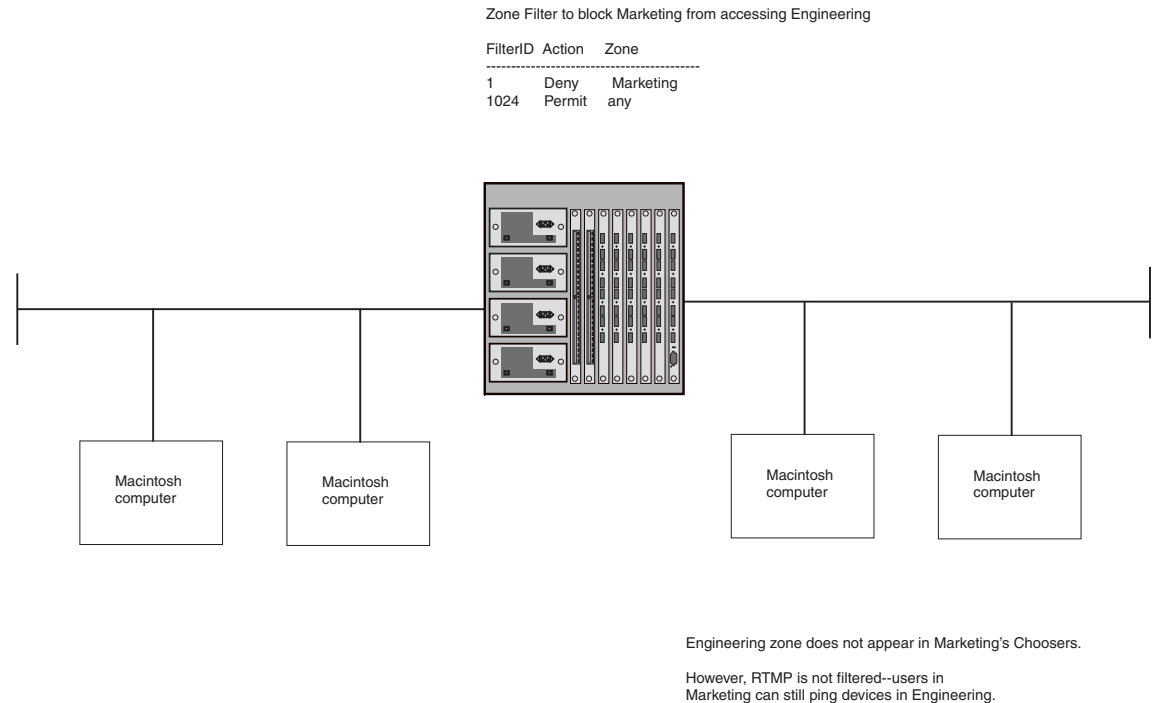 Zone Filter to block Marketing from accessing Engineering
FilterID Action Zone
-------------------------------------------
1 Deny Marketing
1024 Permit any
Macintosh
computer
Macintosh
computer
Macintosh
computer
Macintosh
computer
Engineering zone does not appear in Marketing’s Choosers.
However, RTMP is not filtered--users in
Marketing can still ping devices in Engineering.